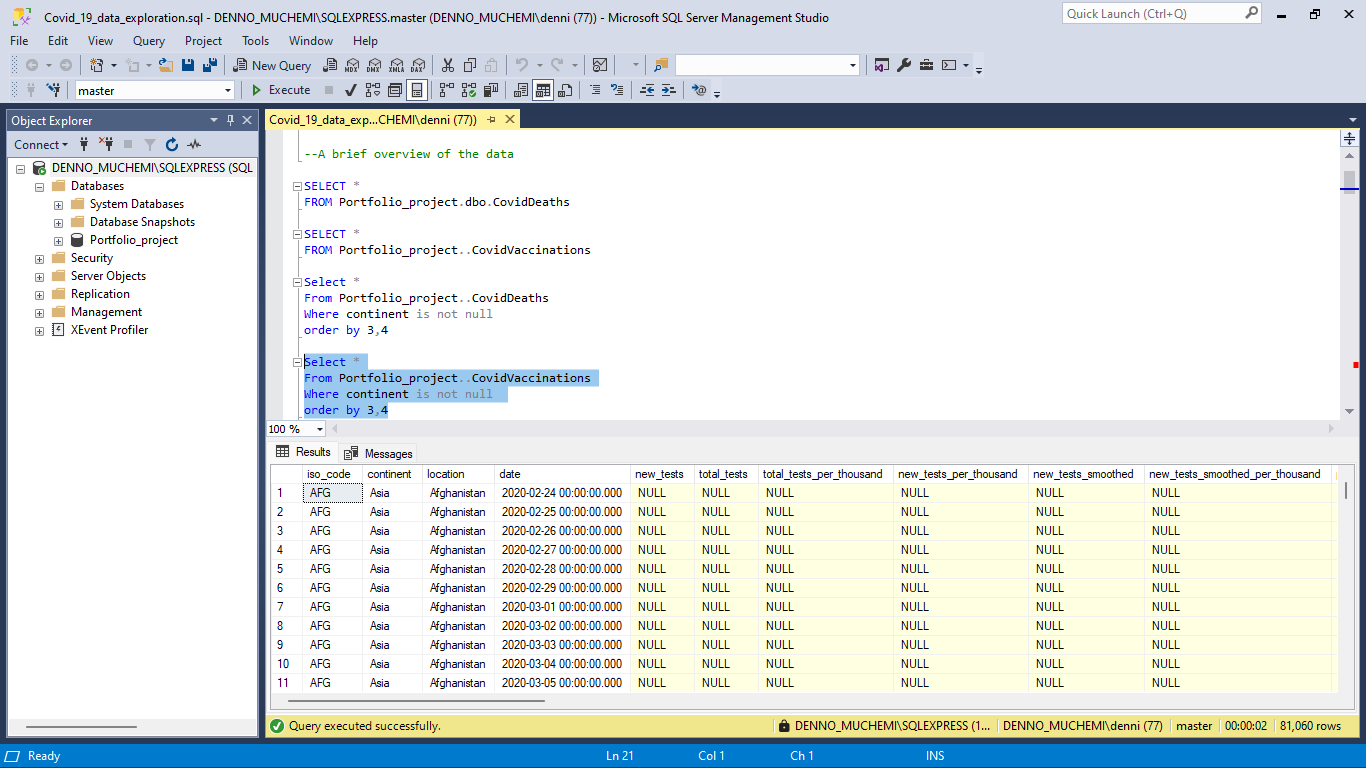 Covid_19_data_exploration.sql - DENNO_MUCHEMI\SQLEXPRESS.master (DENNO_MUCHEMI\denni (77)) - Microsoft SQL Server Management Studio
Quick Launch (Ctrl+Q)
File Edit View Query Project Tools Window Help
New Query MDX DMX XMLA DAX
master Execute
Object Explorer
Connect
DENNO_MUCHEMI\SQLEXPRESS (SQL
Databases
System Databases
Database Snapshots
Portfolio_project
Security
Server Objects
Replication
Management
XEvent Profiler
Covid_19_data_exp...CHEMI\denni (77))
--A brief overview of the data
SELECT *
FROM Portfolio_project.dbo.CovidDeaths
SELECT *
FROM Portfolio_project..CovidVaccinations
Select *
From Portfolio_project..CovidDeaths
Where continent is not null
order by 3,4
Select *
From Portfolio_project..CovidVaccinations
Where continent is not null
order by 3,4
100 %
Results Messages
iso_code continent location date new_tests total_tests total_tests_per_thousand new_tests_per_thousand new_tests_smoothed new_tests_smoothed_per_thousand
1 AFG Asia Afghanistan 2020-02-24 00:00:00.000 NULL NULL NULL NULL NULL NULL
2 AFG Asia Afghanistan 2020-02-25 00:00:00.000 NULL NULL NULL NULL NULL NULL
3 AFG Asia Afghanistan 2020-02-26 00:00:00.000 NULL NULL NULL NULL NULL NULL
4 AFG Asia Afghanistan 2020-02-27 00:00:00.000 NULL NULL NULL NULL NULL NULL
5 AFG Asia Afghanistan 2020-02-28 00:00:00.000 NULL NULL NULL NULL NULL NULL
6 AFG Asia Afghanistan 2020-02-29 00:00:00.000 NULL NULL NULL NULL NULL NULL
7 AFG Asia Afghanistan 2020-03-01 00:00:00.000 NULL NULL NULL NULL NULL NULL
8 AFG Asia Afghanistan 2020-03-02 00:00:00.000 NULL NULL NULL NULL NULL NULL
9 AFG Asia Afghanistan 2020-03-03 00:00:00.000 NULL NULL NULL NULL NULL NULL
10 AFG Asia Afghanistan 2020-03-04 00:00:00.000 NULL NULL NULL NULL NULL NULL
11 AFG Asia Afghanistan 2020-03-05 00:00:00.000 NULL NULL NULL NULL NULL NULL
Query executed successfully. DENNO_MUCHEMI\SQLEXPRESS (1... DENNO_MUCHEMI\denni (77) master 00:00:02 81,060 rows
Ready Ln 21 Col 1 Ch 1 INS